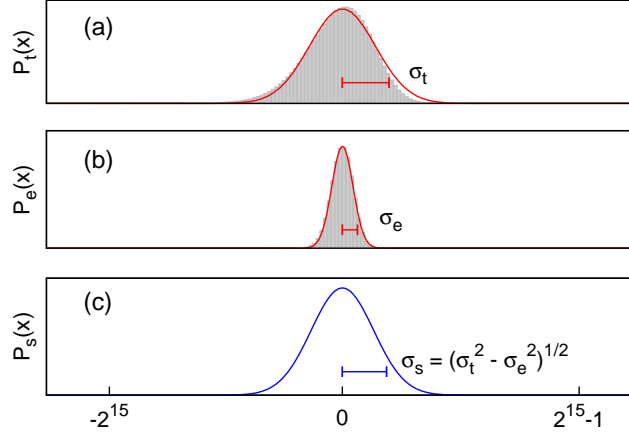 P_t(x)
(a)
σ_t
P_e(x)
(b)
σ_e
P_s(x)
(c)
σ_s = (σ_t^2 - σ_e^2)^{1/2}
-2^{15}
0
2^{15}-1